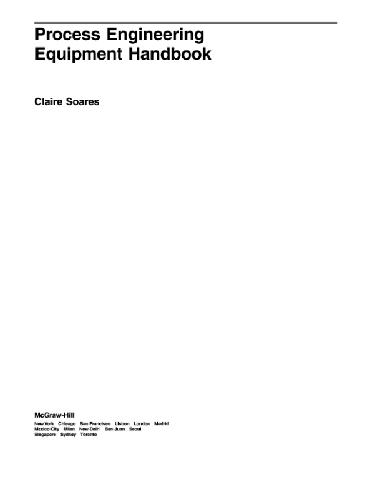 Process Engineering
Equipment Handbook
Claire Soares
McGraw-Hill
New York Chicago San Francisco Lisbon London Madrid
Mexico City Milan New Delhi San Juan Seoul
Singapore Sydney Toronto